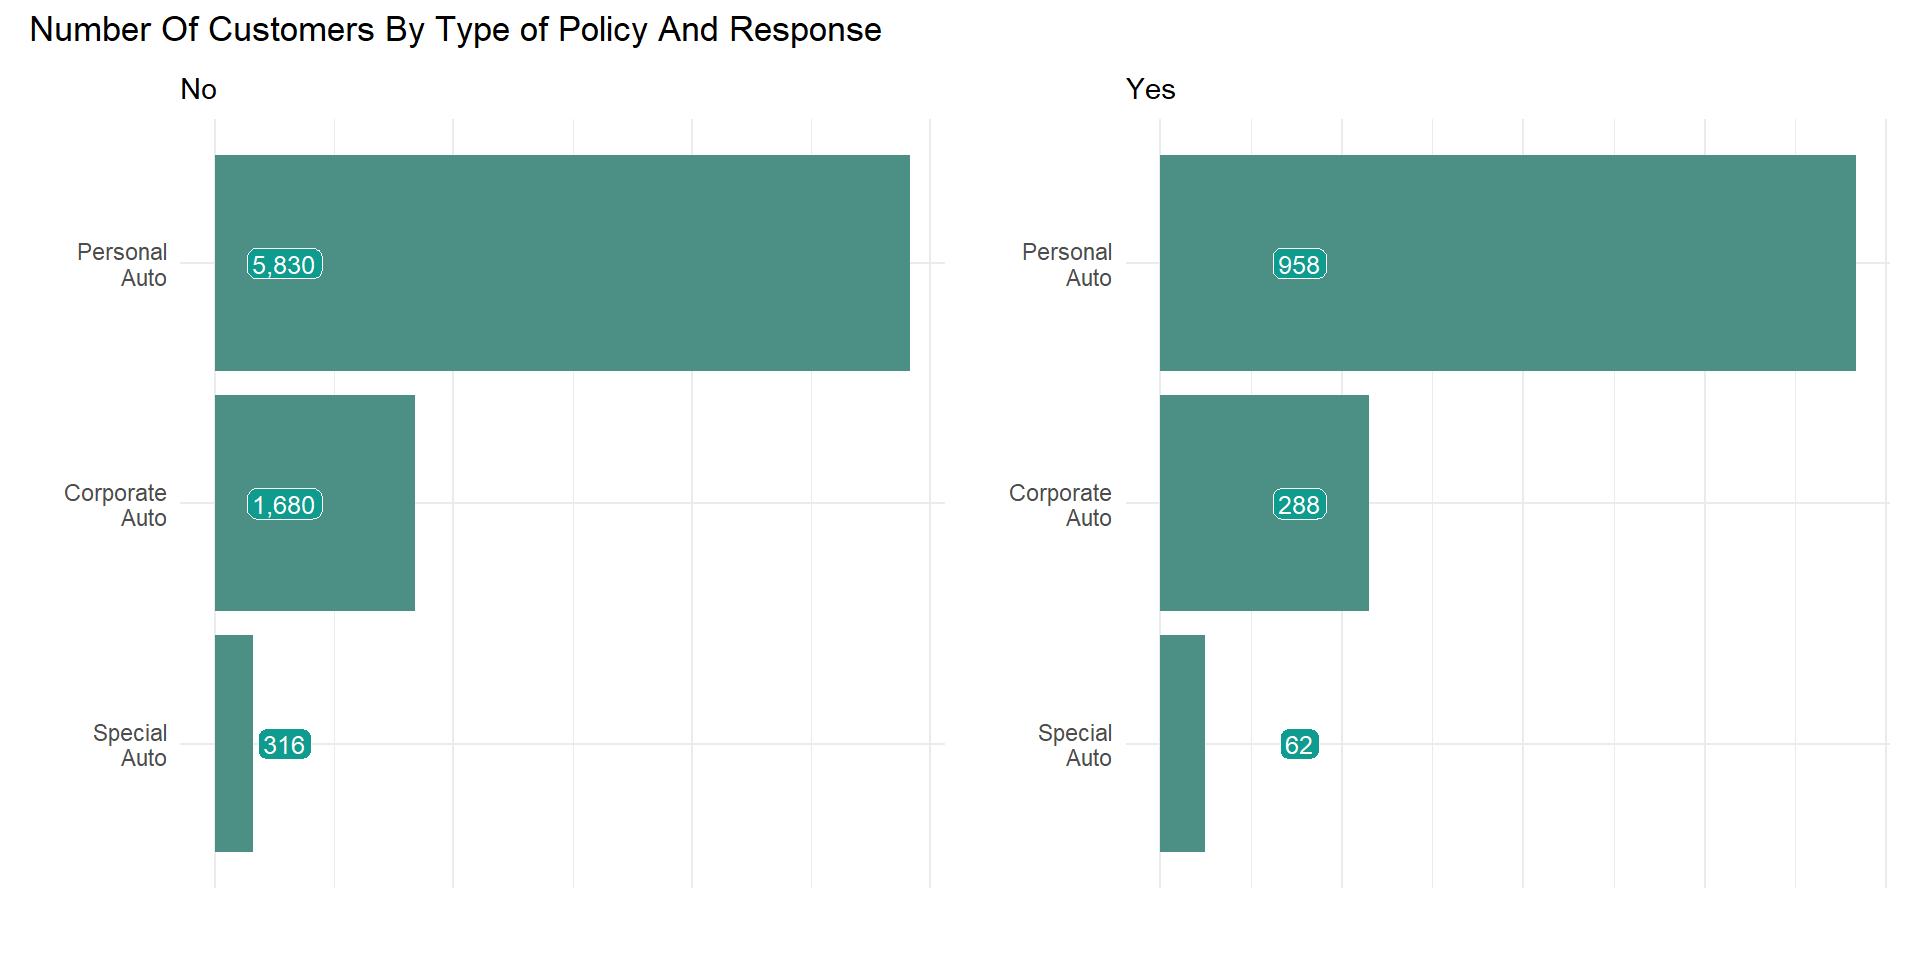 Number Of Customers By Type of Policy And Response
No
Personal
Auto
5,830
Corporate
Auto
1,680
Special
Auto
316
Yes
Personal
Auto
958
Corporate
Auto
288
Special
Auto
62